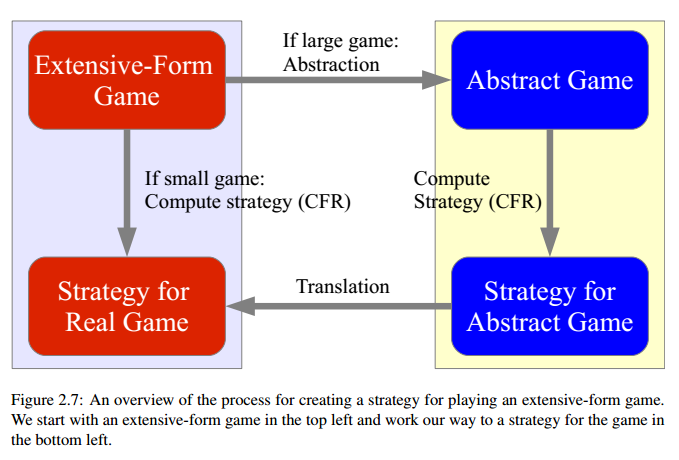 Extensive-Form
Game
If large game:
Abstraction
Abstract Game
If small game:
Compute strategy (CFR)
Compute
Strategy (CFR)
Strategy for
Real Game
Translation
Strategy for
Abstract Game
Figure 2.7: An overview of the process for creating a strategy for playing an extensive-form game.
We start with an extensive-form game in the top left and work our way to a strategy for the game in
the bottom left.